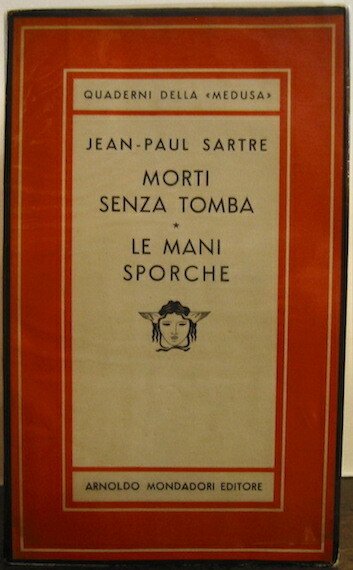 QUADERNI DELLA «MEDUSA»
JEAN-PAUL SARTRE
MORTI
SENZA TOMBA
*
LE MANI
SPORCHE
ARNOLDO MONDADORI EDITORE